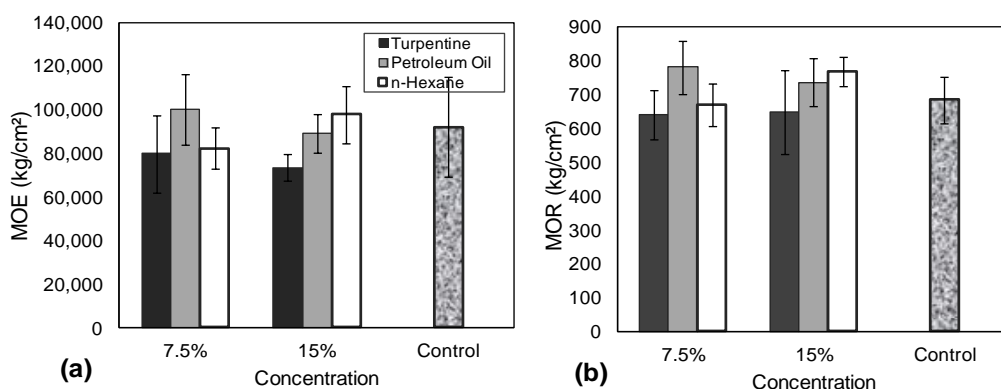 140,000
120,000
100,000
80,000
60,000
40,000
20,000
0
MOE (kg/cm²)
Turpentine
Petroleum Oil
n-Hexane
7.5% 15% Control
Concentration
(a)
900
800
700
600
500
400
300
200
100
0
MOR (kg/cm²)
7.5% 15% Control
Concentration
(b)